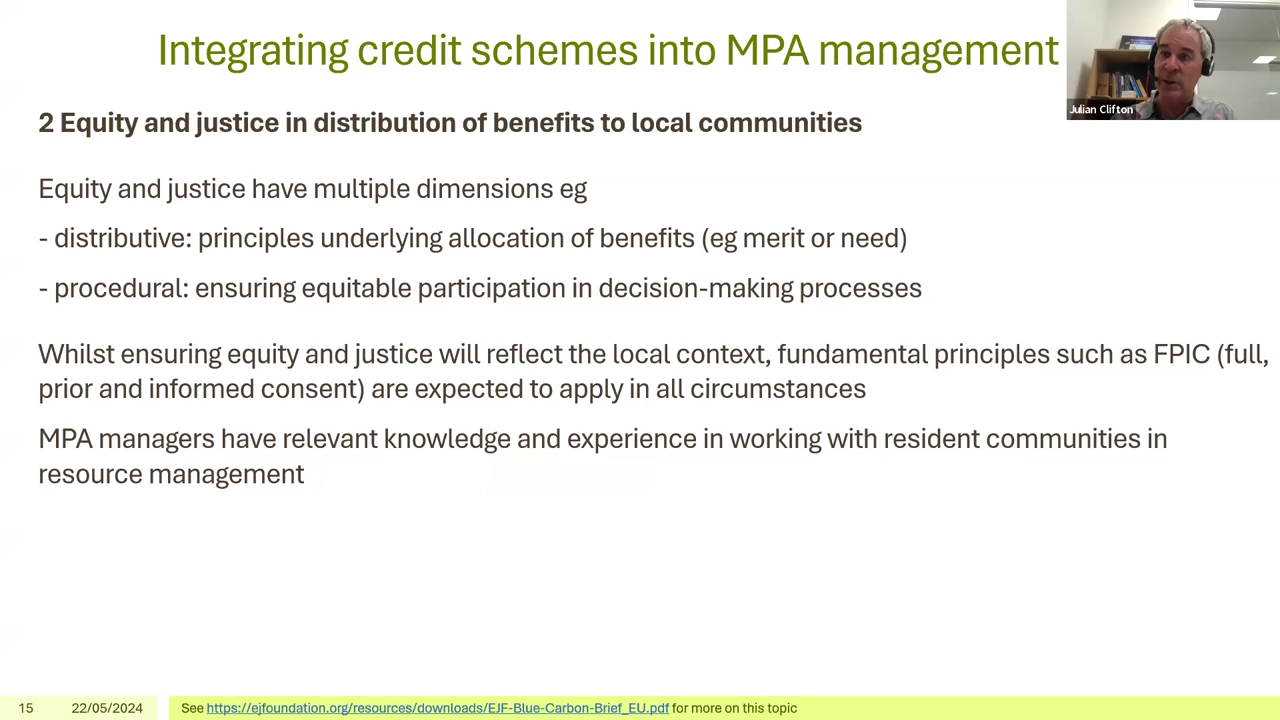 Integrating credit schemes into MPA management
Julian Clifton
2 Equity and justice in distribution of benefits to local communities
Equity and justice have multiple dimensions eg
- distributive: principles underlying allocation of benefits (eg merit or need)
- procedural: ensuring equitable participation in decision-making processes
Whilst ensuring equity and justice will reflect the local context, fundamental principles such as FPIC (full,
prior and informed consent) are expected to apply in all circumstances
MPA managers have relevant knowledge and experience in working with resident communities in
resource management
15 22/05/2024 See https://ejfoundation.org/resources/downloads/EJF-Blue-Carbon-Brief_EU.pdf for more on this topic